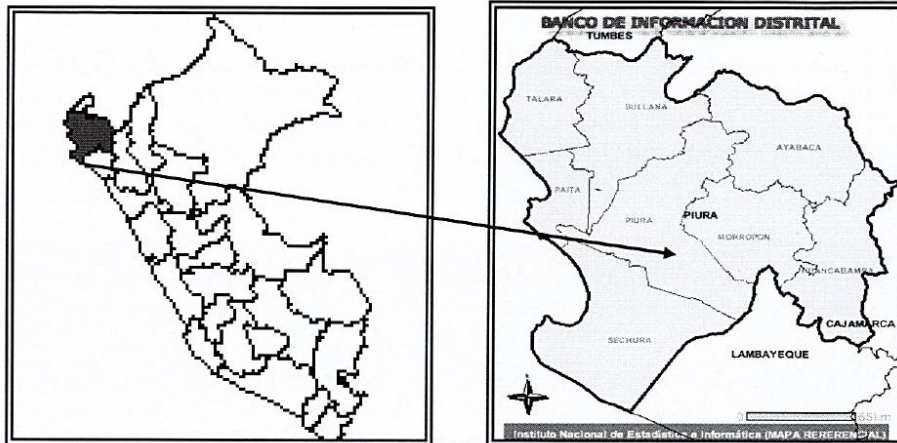 BANCO DE INFORMACION DISTRITAL
TUMBES
TALARA
SULLANA
AYABACA
PAITA
PIURA
PIURA
MORROPON
HUANCABAMBA
CAJAMARCA
SECHURA
LAMBAYEQUE
Instituto Nacional de Estadistica e Informática (MAPA REFERENCIAL)